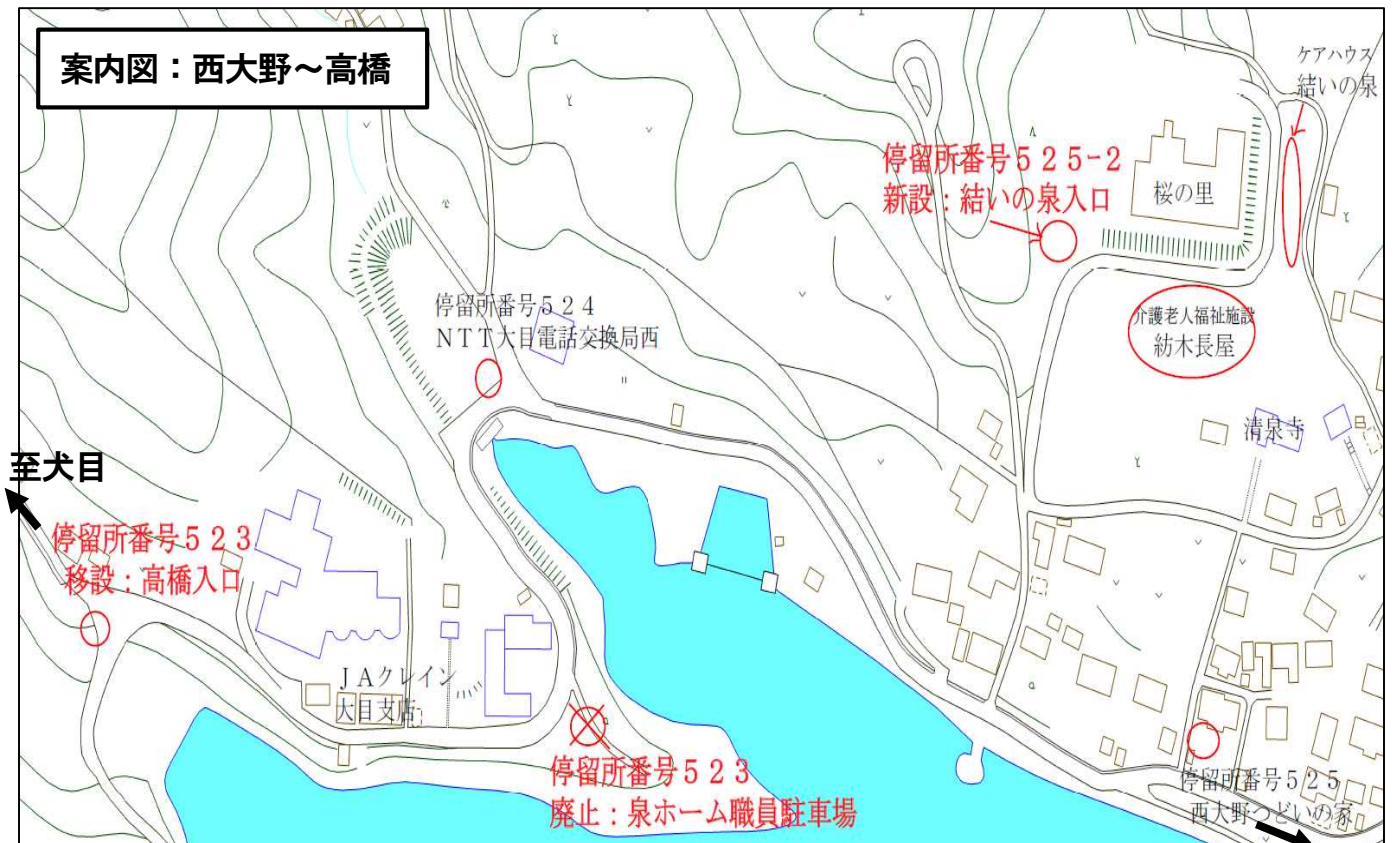 案内図：西大野～高橋
ケアハウス
結いの泉
停留所番号５２５-2
新設：結いの泉入口
桜の里
停留所番号５２４
ＮＴＴ大目電話交換局西
介護老人福祉施設
紡木長屋
清泉寺
至犬目
停留所番号５２３
移設：高橋入口
ＪＡクレイン
大目支店
停留所番号５２３
廃止：泉ホーム職員駐車場
停留所番号５２５
西大野つどいの家